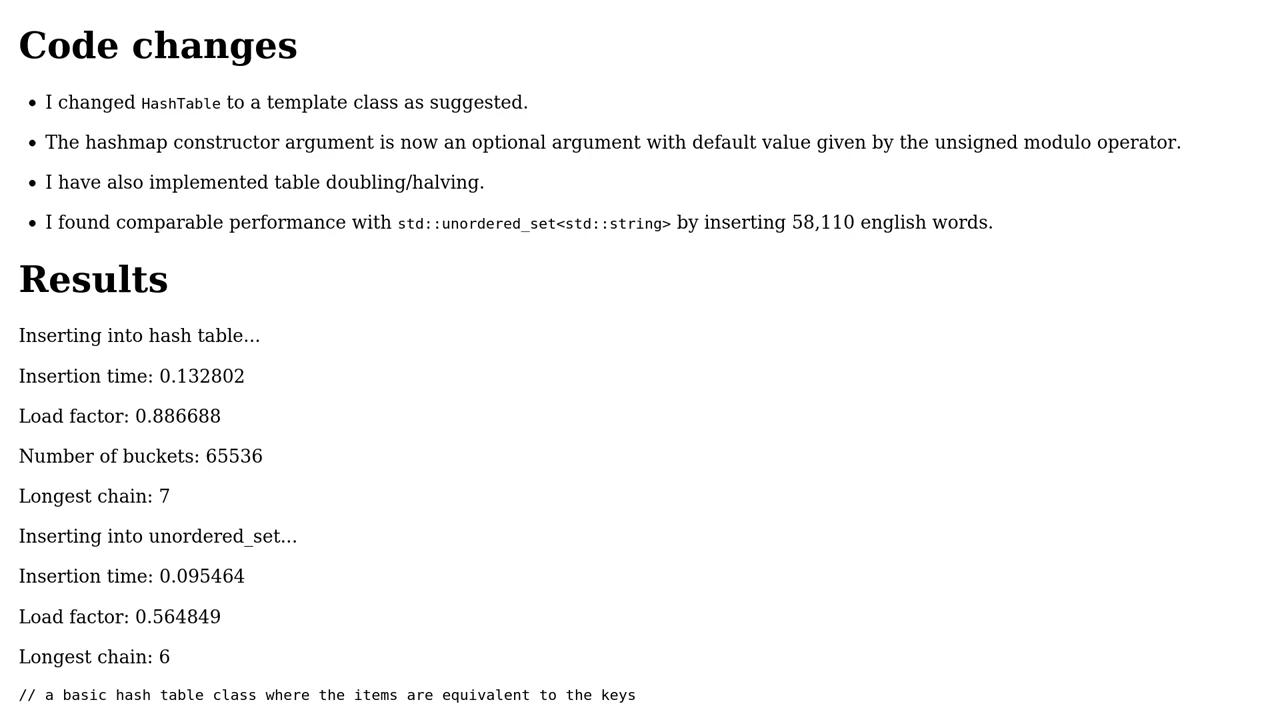 Code changes
• I changed HashTable to a template class as suggested.
• The hashmap constructor argument is now an optional argument with default value given by the unsigned modulo operator.
• I have also implemented table doubling/halving.
• I found comparable performance with std::unordered_set<std::string> by inserting 58,110 english words.
Results
Inserting into hash table...
Insertion time: 0.132802
Load factor: 0.886688
Number of buckets: 65536
Longest chain: 7
Inserting into unordered_set...
Insertion time: 0.095464
Load factor: 0.564849
Longest chain: 6
// a basic hash table class where the items are equivalent to the keys